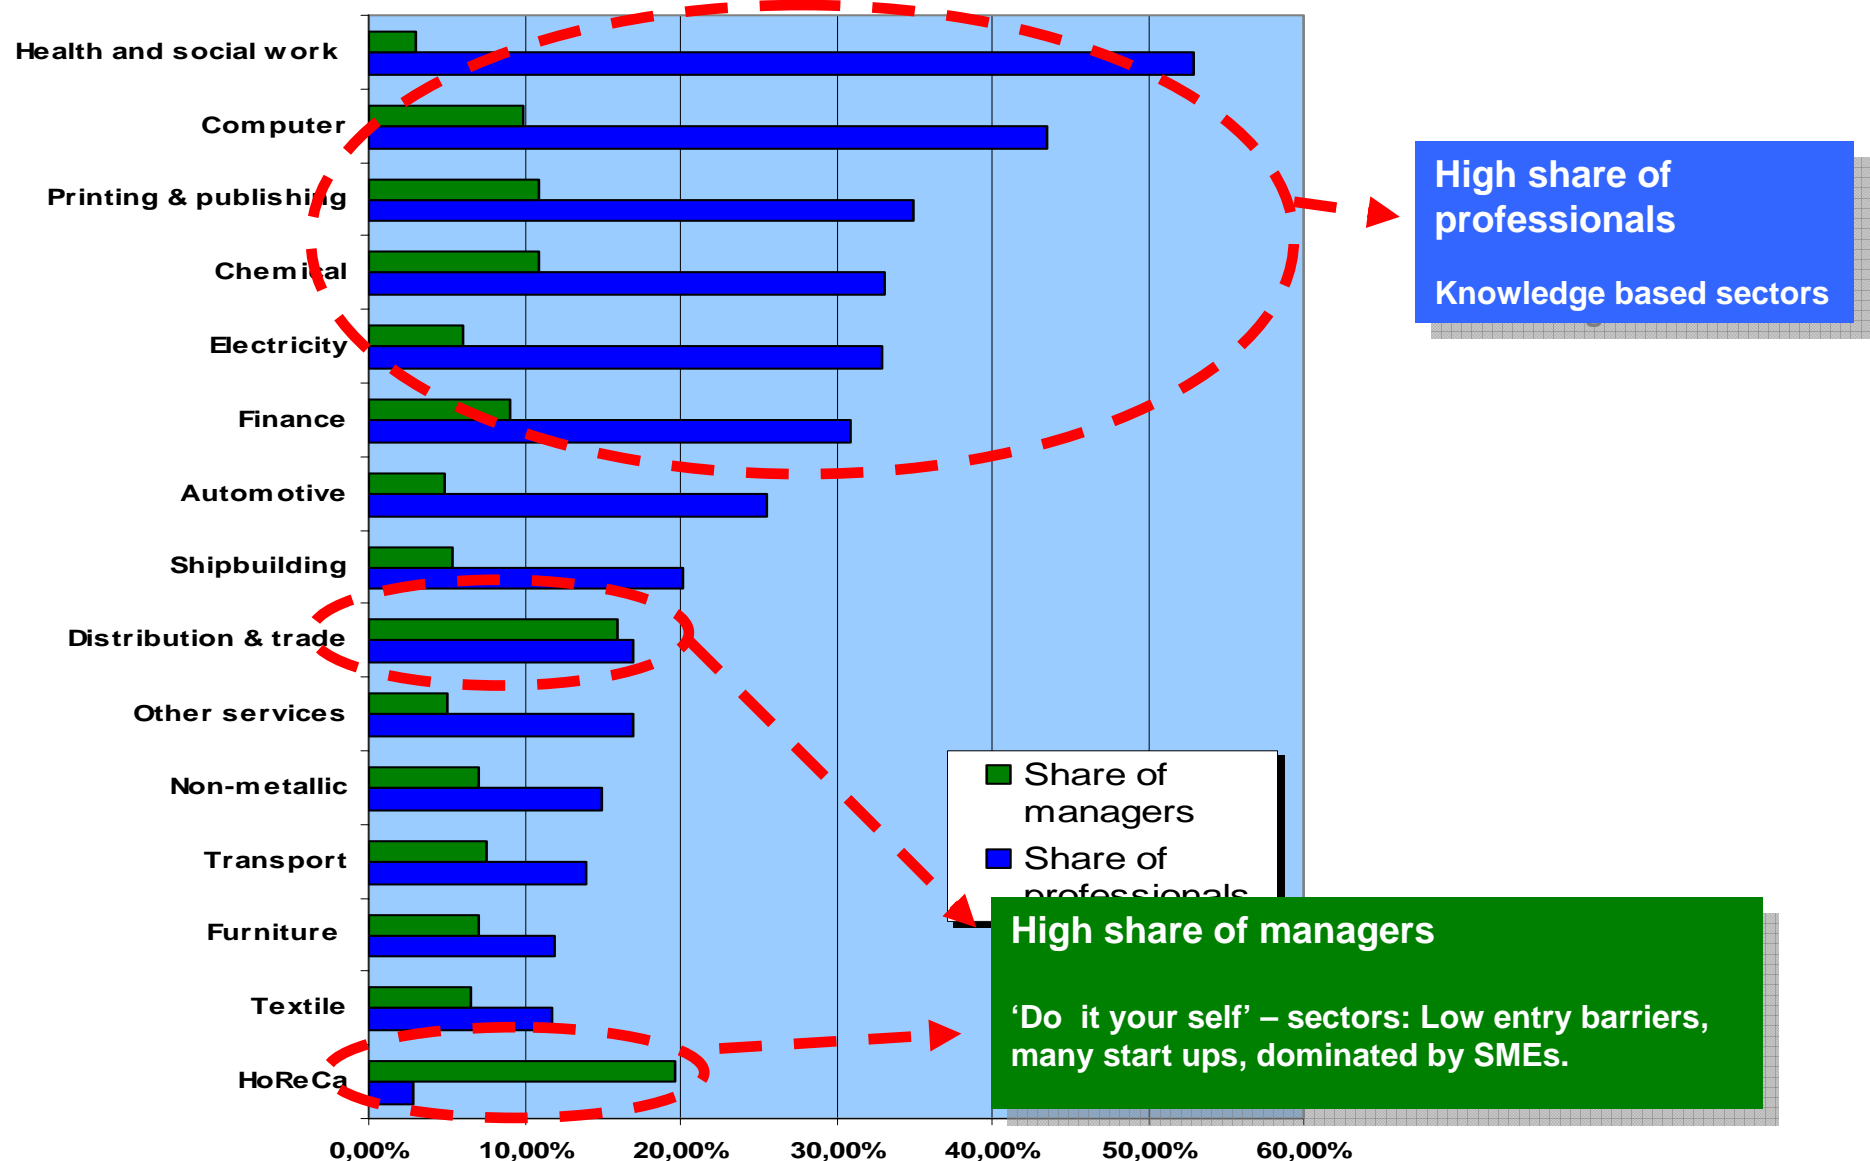 Health and social work
Computer
Printing & publishing
Chemical
Electricity
Finance
Automotive
Shipbuilding
Distribution & trade
Other services
Non-metallic
Transport
Furniture
Textile
HoReCa
0,00% 10,00% 20,00% 30,00% 40,00% 50,00% 60,00%
High share of
professionals
Knowledge based sectors
Share of
managers
Share of
professionals
High share of managers
‘Do it your self’ – sectors: Low entry barriers,
many start ups, dominated by SMEs.